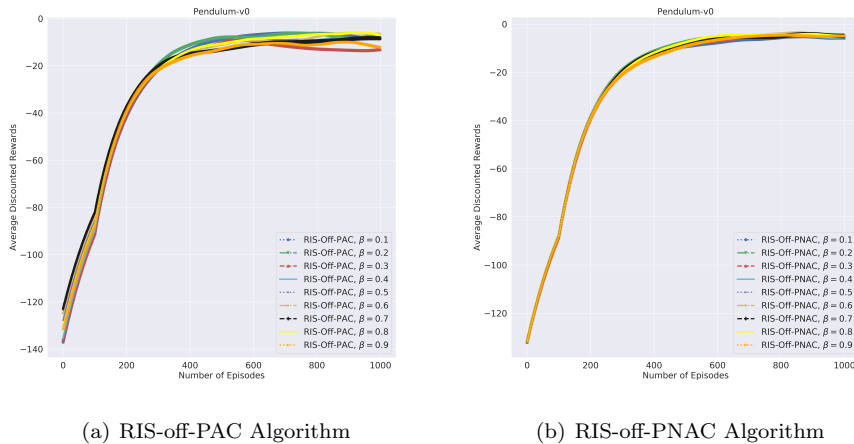 Pendulum-v0
0
−20
−40
−60
−80
−100
−120
−140
Average Discounted Rewards
0
200
400
600
800
1000
Number of Episodes
RIS-Off-PAC, β = 0.1
RIS-Off-PAC, β = 0.2
RIS-Off-PAC, β = 0.3
RIS-Off-PAC, β = 0.4
RIS-Off-PAC, β = 0.5
RIS-Off-PAC, β = 0.6
RIS-Off-PAC, β = 0.7
RIS-Off-PAC, β = 0.8
RIS-Off-PAC, β = 0.9
(a) RIS-off-PAC Algorithm
Pendulum-v0
0
−20
−40
−60
−80
−100
−120
Average Discounted Rewards
0
200
400
600
800
1000
Number of Episodes
RIS-Off-PNAC, β = 0.1
RIS-Off-PNAC, β = 0.2
RIS-Off-PNAC, β = 0.3
RIS-Off-PNAC, β = 0.4
RIS-Off-PNAC, β = 0.5
RIS-Off-PNAC, β = 0.6
RIS-Off-PNAC, β = 0.7
RIS-Off-PNAC, β = 0.8
RIS-Off-PNAC, β = 0.9
(b) RIS-off-PNAC Algorithm